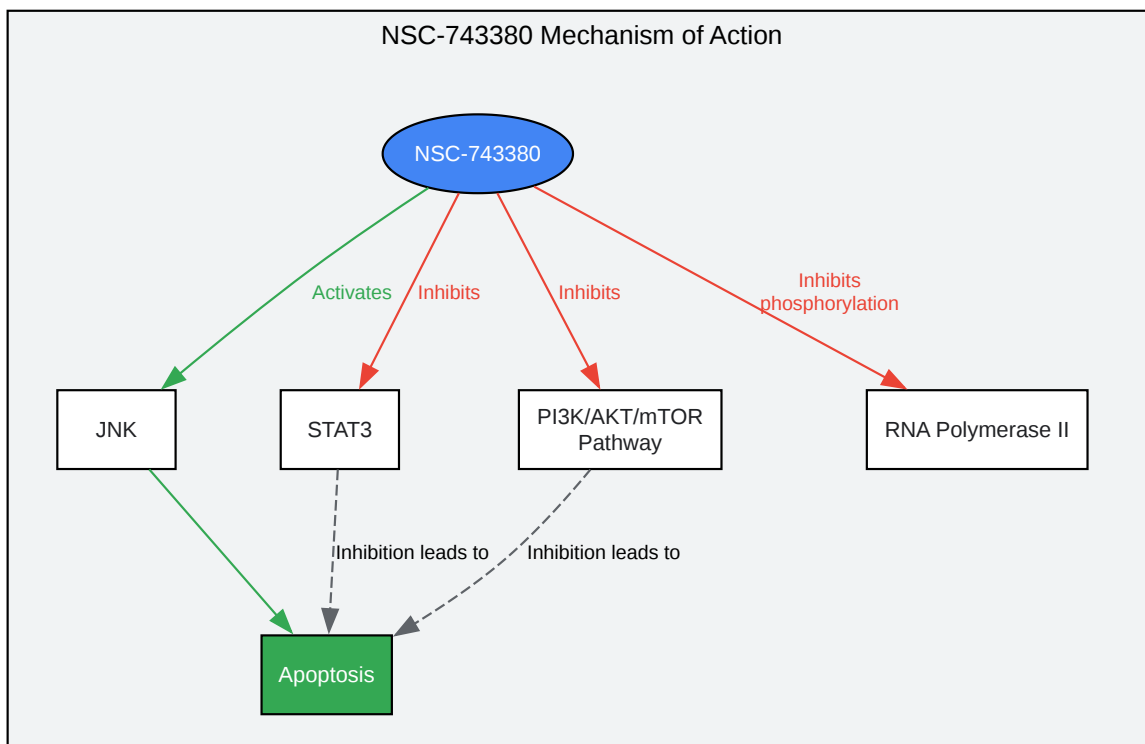 NSC-743380 Mechanism of Action
NSC-743380
Activates
Inhibits
Inhibits
Inhibits
phosphorylation
JNK
STAT3
PI3K/AKT/mTOR
Pathway
RNA Polymerase II
Inhibition leads to
Inhibition leads to
Apoptosis